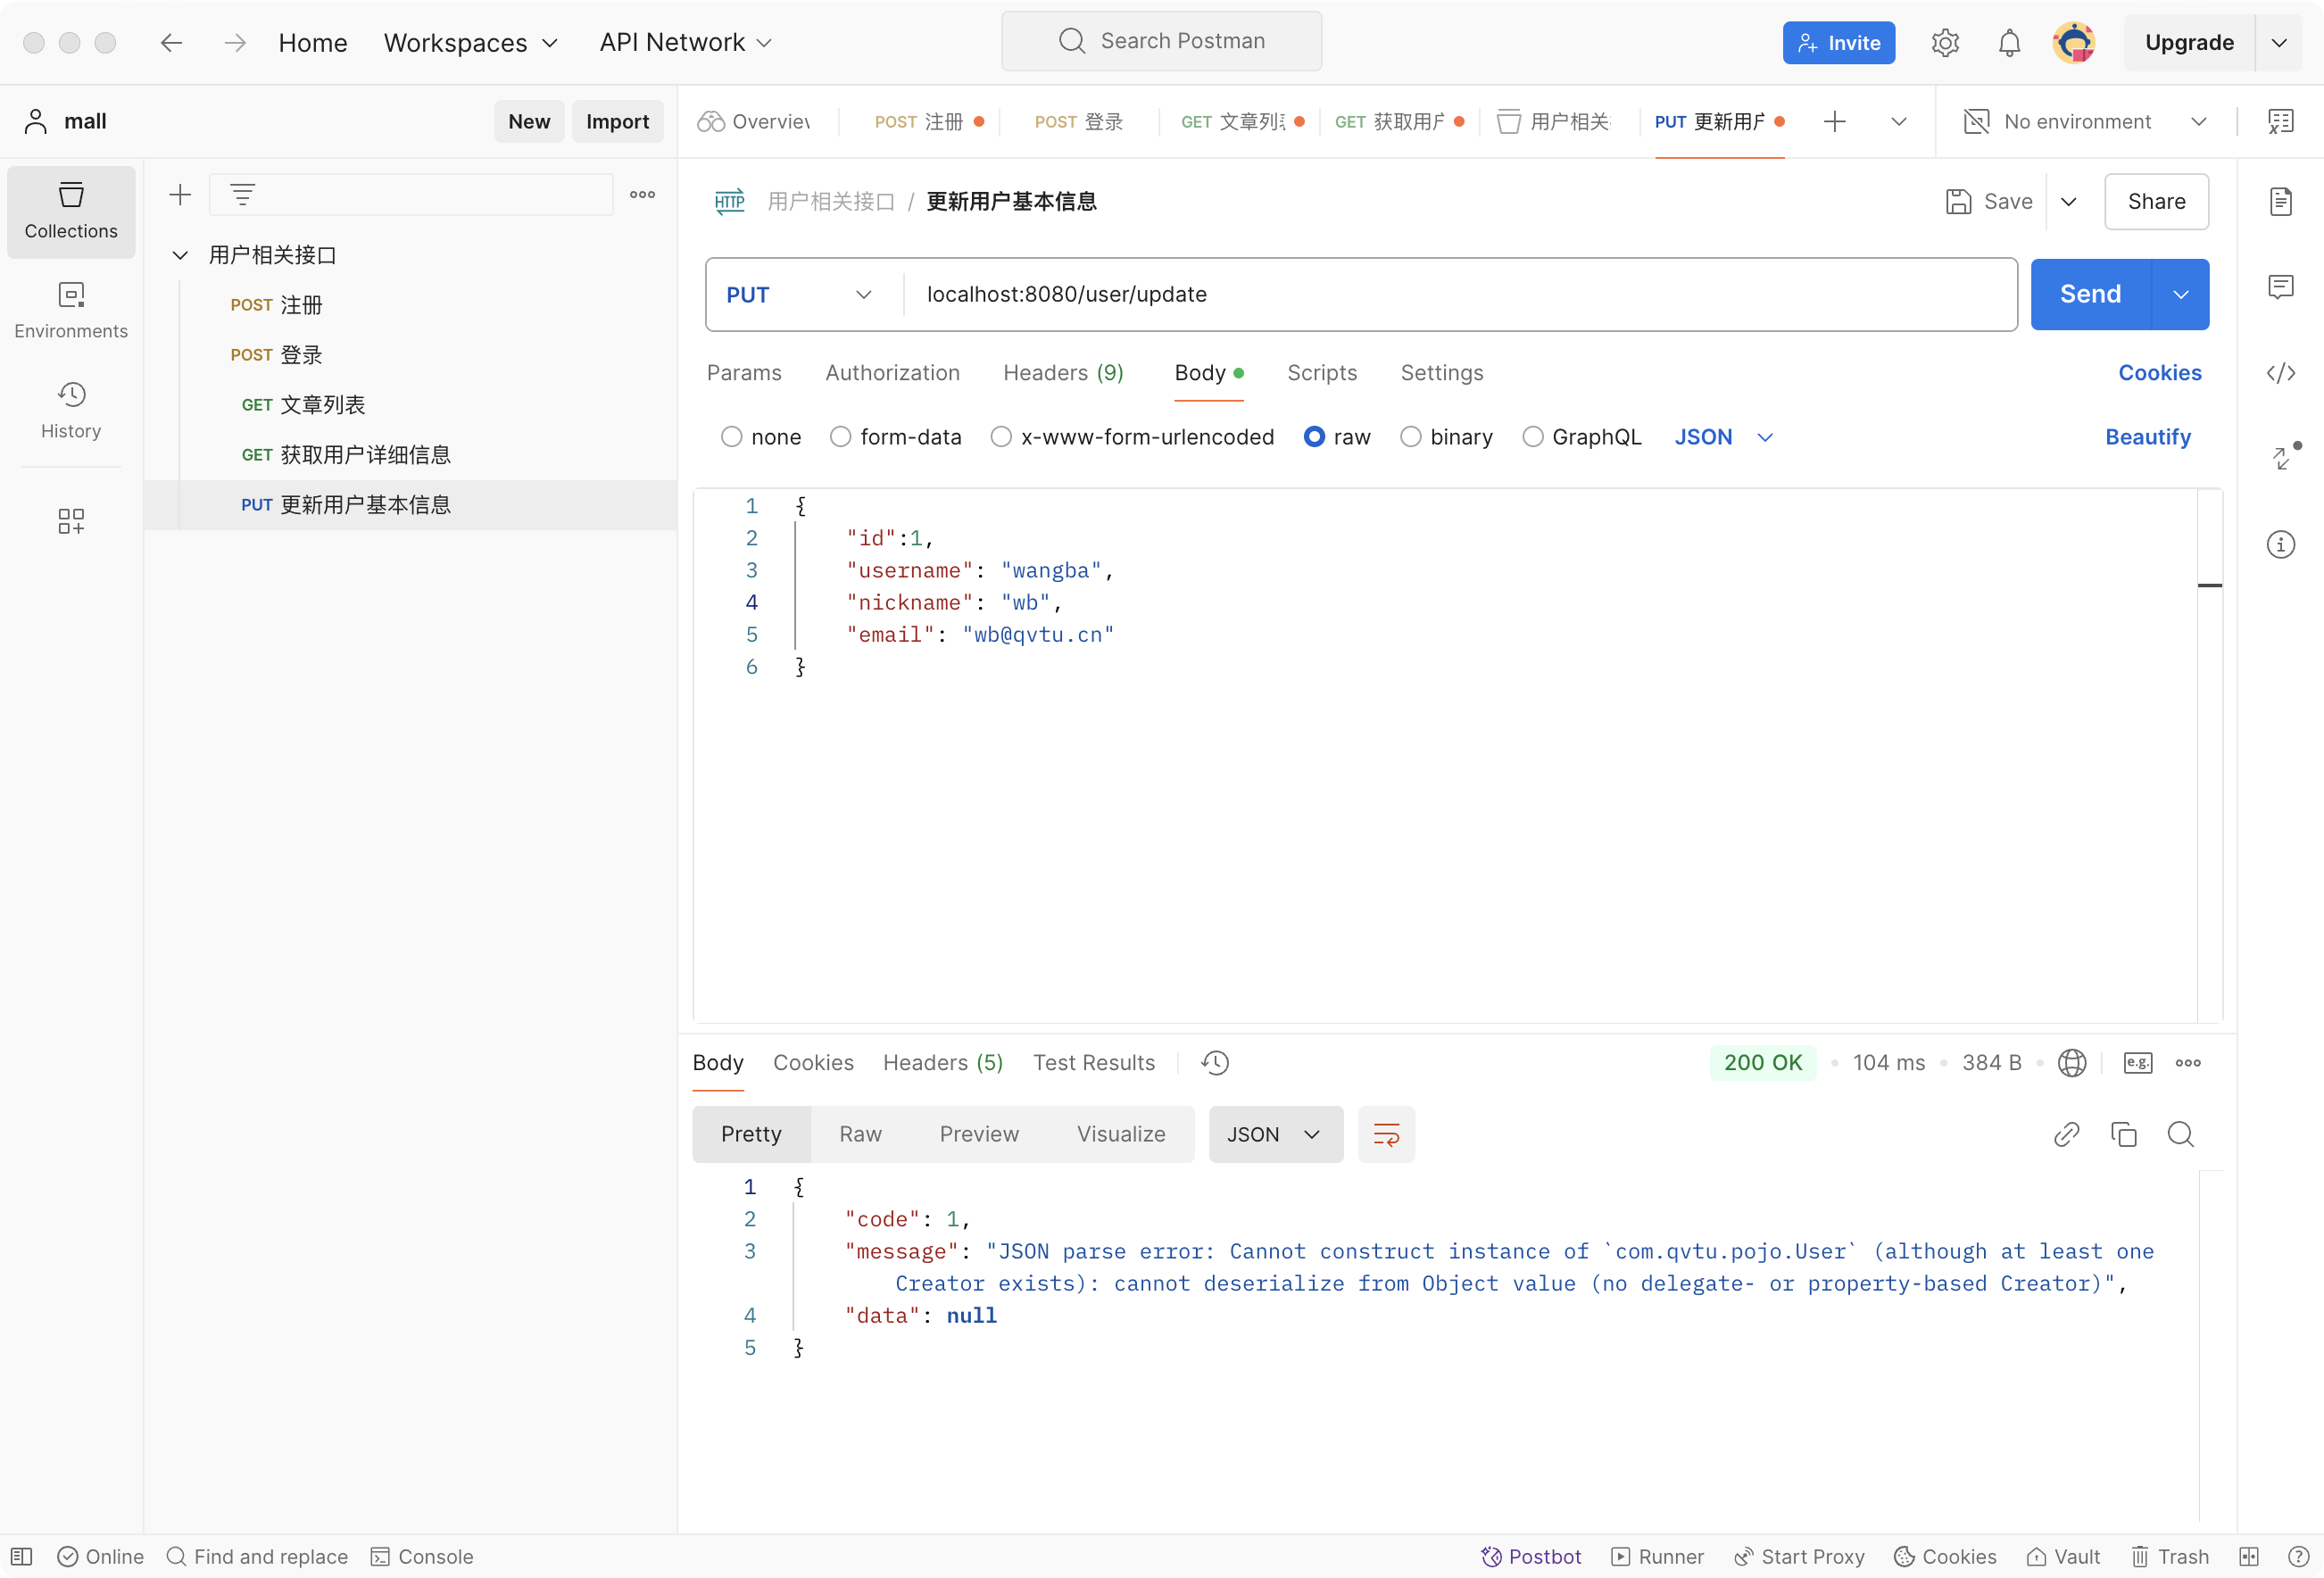 Home Workspaces API Network Search Postman Invite Upgrade
mall New Import Overview POST 注册 POST 登录 GET 文章列 GET 获取用户 用户相关 PUT 更新用户 No environment
Collections
Environments
History
用户相关接口
POST 注册
POST 登录
GET 文章列表
GET 获取用户详细信息
PUT 更新用户基本信息
HTTP 用户相关接口 / 更新用户基本信息 Save Share
PUT localhost:8080/user/update Send
Params Authorization Headers (9) Body Scripts Settings Cookies
none form-data x-www-form-urlencoded raw binary GraphQL JSON Beautify
1 {
2 "id":1,
3 "username": "wangba",
4 "nickname": "wb",
5 "email": "wb@qvtu.cn"
6 }
Body Cookies Headers (5) Test Results 200 OK 104 ms 384 B e.g.
Pretty Raw Preview Visualize JSON
1 {
2 "code": 1,
3 "message": "JSON parse error: Cannot construct instance of `com.qvtu.pojo.User` (although at least one
Creator exists): cannot deserialize from Object value (no delegate- or property-based Creator)",
4 "data": null
5 }
Online Find and replace Console Postbot Runner Start Proxy Cookies Vault Trash